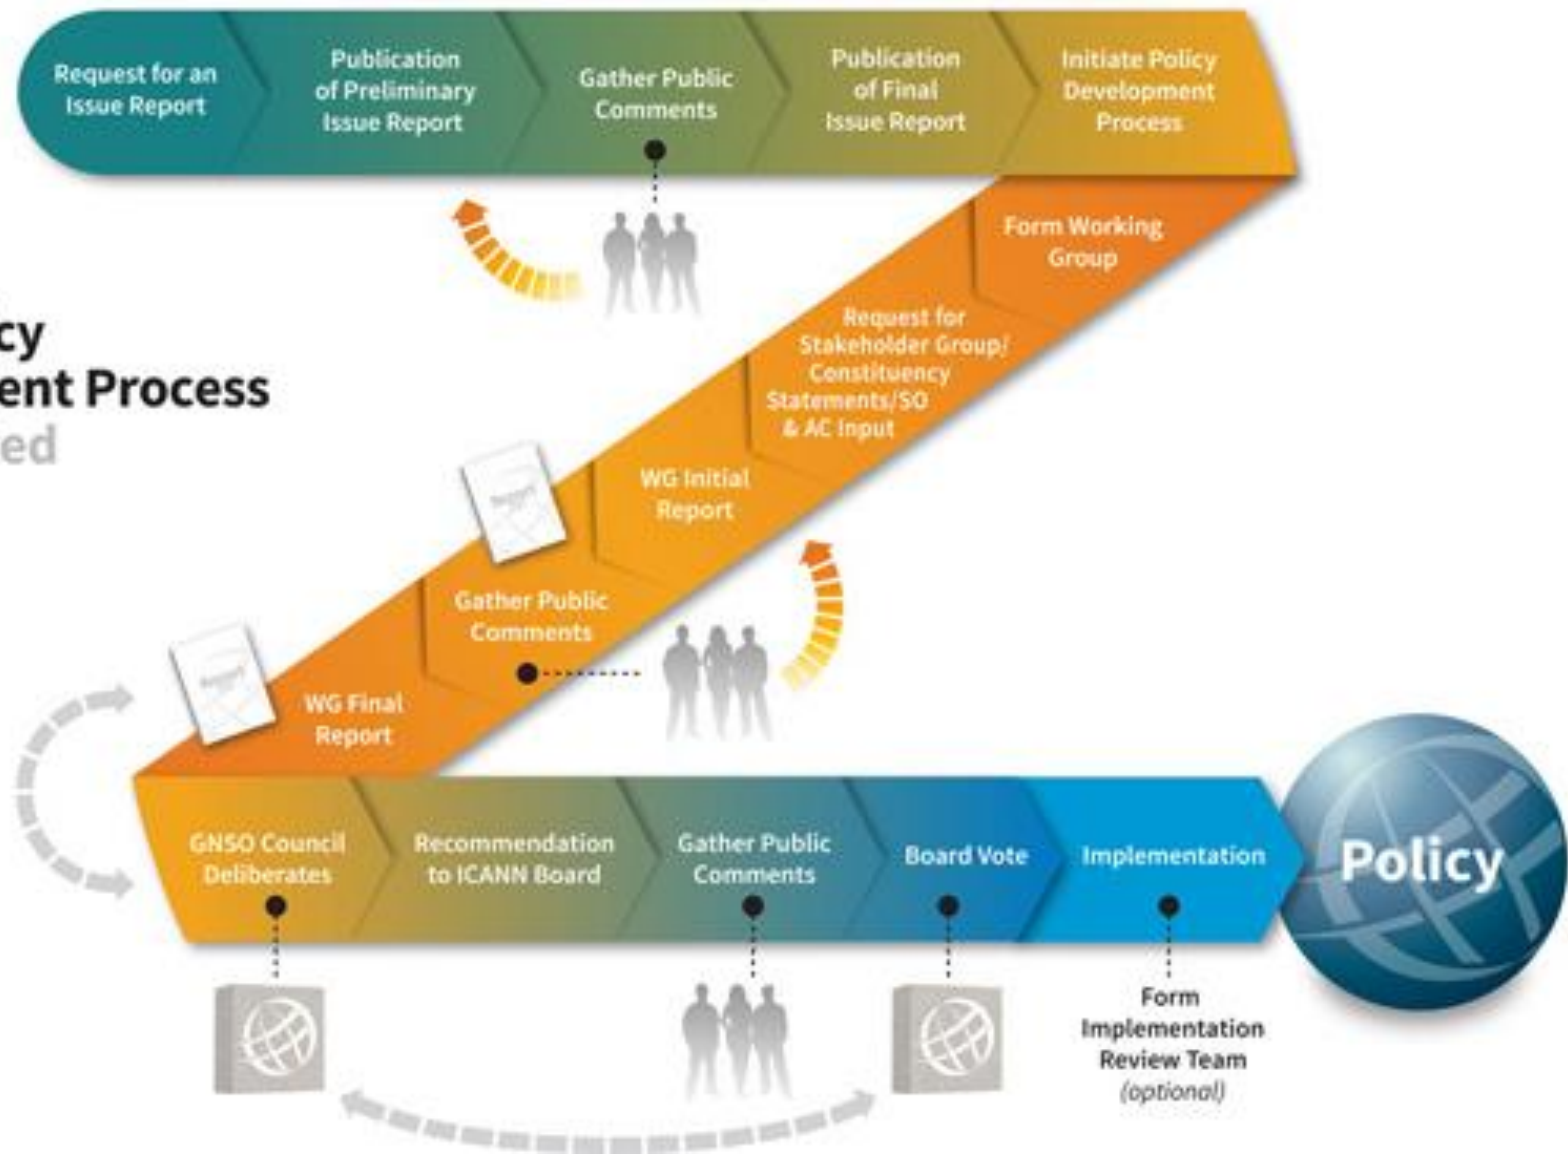 Request for an
Issue Report
Publication
of Preliminary
Issue Report
Gather Public
Comments
Publication
of Final
Issue Report
Initiate Policy
Development
Process
Form Working
Group
cy
ent Process
ed
Request for
Stakeholder Group/
Constituency
Statements/SO
& AC Input
WG Initial
Report
Gather Public
Comments
WG Final
Report
GNSO Council
Deliberates
Recommendation
to ICANN Board
Gather Public
Comments
Board Vote
Implementation
Policy
Form
Implementation
Review Team
(optional)